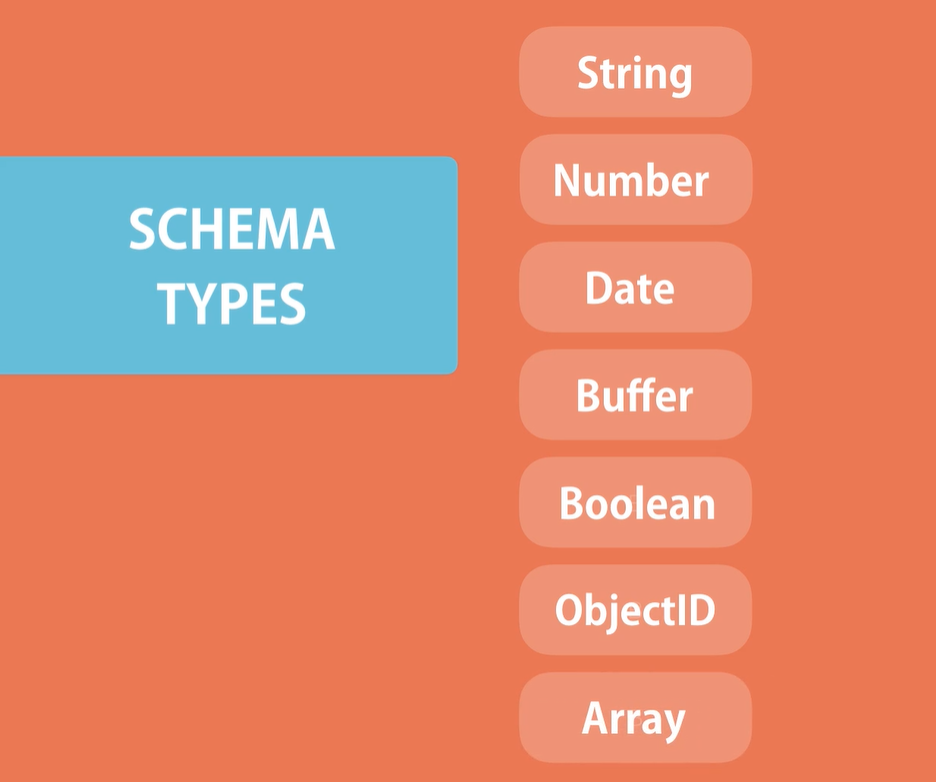 SCHEMA
TYPES
String
Number
Date
Buffer
Boolean
ObjectID
Array